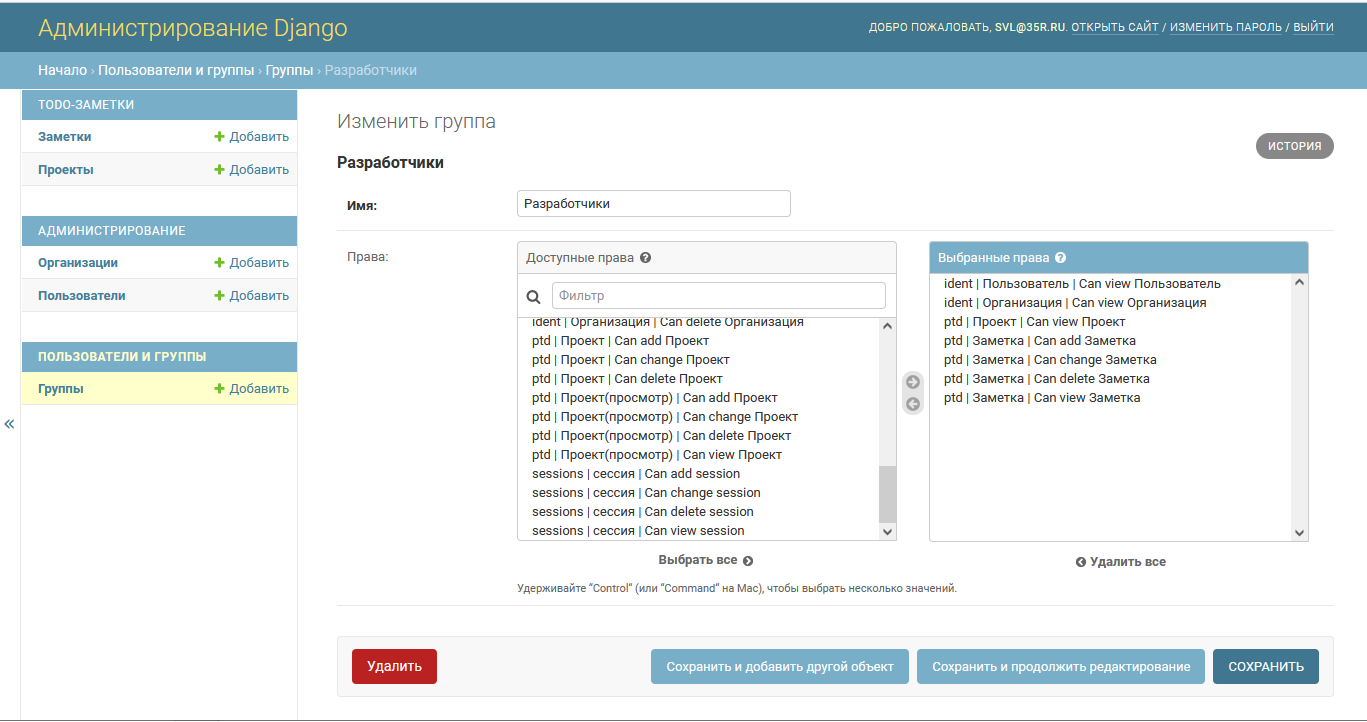 Администрирование Django
ДОБРО ПОЖАЛОВАТЬ, SVL@35R.RU. ОТКРЫТЬ САЙТ / ИЗМЕНИТЬ ПАРОЛЬ / ВЫЙТИ
Начало › Пользователи и группы › Группы › Разработчики
TODO-ЗАМЕТКИ
Заметки + Добавить
Проекты + Добавить
АДМИНИСТРИРОВАНИЕ
Организации + Добавить
Пользователи + Добавить
ПОЛЬЗОВАТЕЛИ И ГРУППЫ
Группы + Добавить
«
Изменить группа
ИСТОРИЯ
Разработчики
Имя: Разработчики
Права:
Доступные права ?
Фильтр
ident | Организация | Can delete Организация
ptd | Проект | Can add Проект
ptd | Проект | Can change Проект
ptd | Проект | Can delete Проект
ptd | Проект(просмотр) | Can add Проект
ptd | Проект(просмотр) | Can change Проект
ptd | Проект(просмотр) | Can delete Проект
ptd | Проект(просмотр) | Can view Проект
sessions | сессия | Can add session
sessions | сессия | Can change session
sessions | сессия | Can delete session
sessions | сессия | Can view session
Выбрать все
Выбранные права ?
ident | Пользователь | Can view Пользователь
ident | Организация | Can view Организация
ptd | Проект | Can view Проект
ptd | Заметка | Can add Заметка
ptd | Заметка | Can change Заметка
ptd | Заметка | Can delete Заметка
ptd | Заметка | Can view Заметка
Удалить все
Удерживайте “Control“ (или “Command“ на Mac), чтобы выбрать несколько значений.
Удалить
Сохранить и добавить другой объект
Сохранить и продолжить редактирование
СОХРАНИТЬ